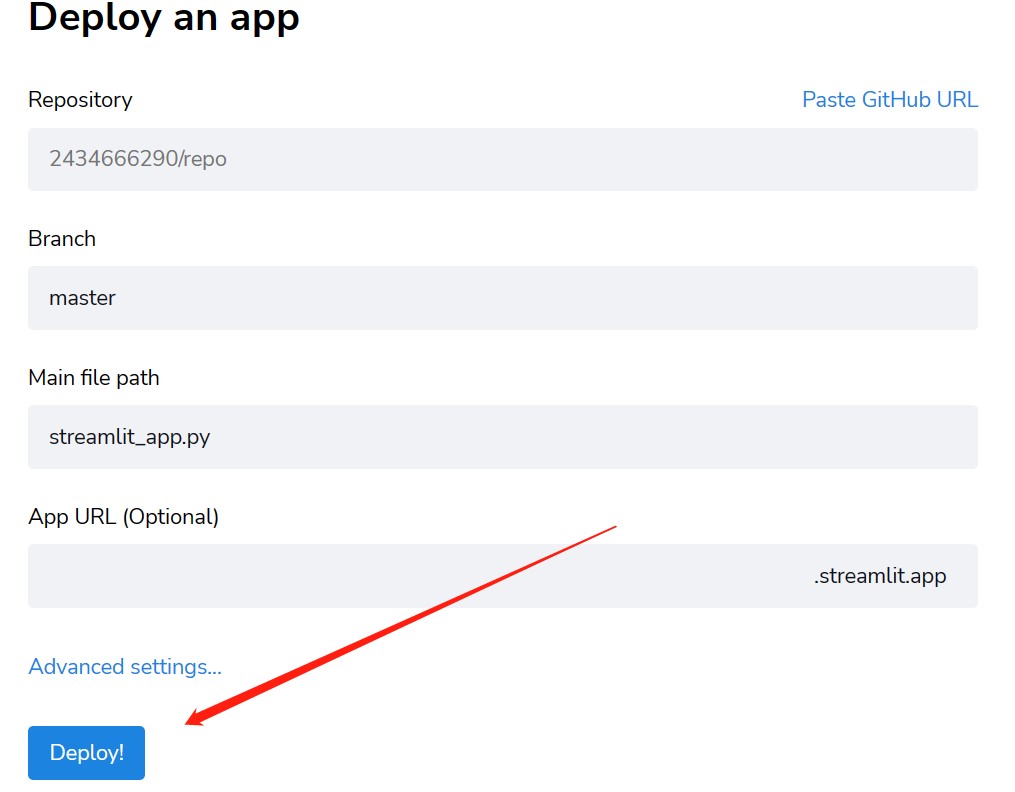 Deploy an app
Repository
Paste GitHub URL
2434666290/repo
Branch
master
Main file path
streamlit_app.py
App URL (Optional)
.streamlit.app
Advanced settings...
Deploy!